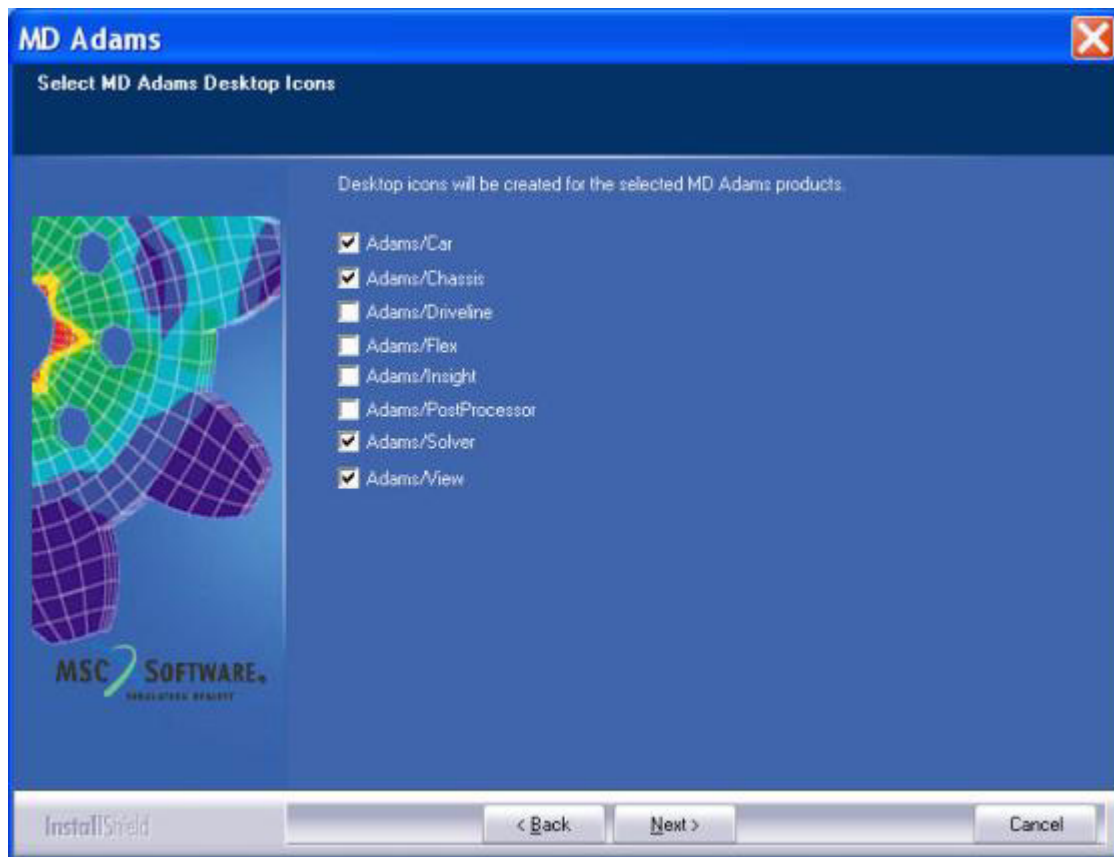 MD Adams
Select MD Adams Desktop Icons
Desktop icons will be created for the selected MD Adams products.
Adams/Car
Adams/Chassis
Adams/Driveline
Adams/Flex
Adams/Insight
Adams/PostProcessor
Adams/Solver
Adams/View
MSC SOFTWARE
SIMULATING REALITY
InstallShield
< Back
Next >
Cancel